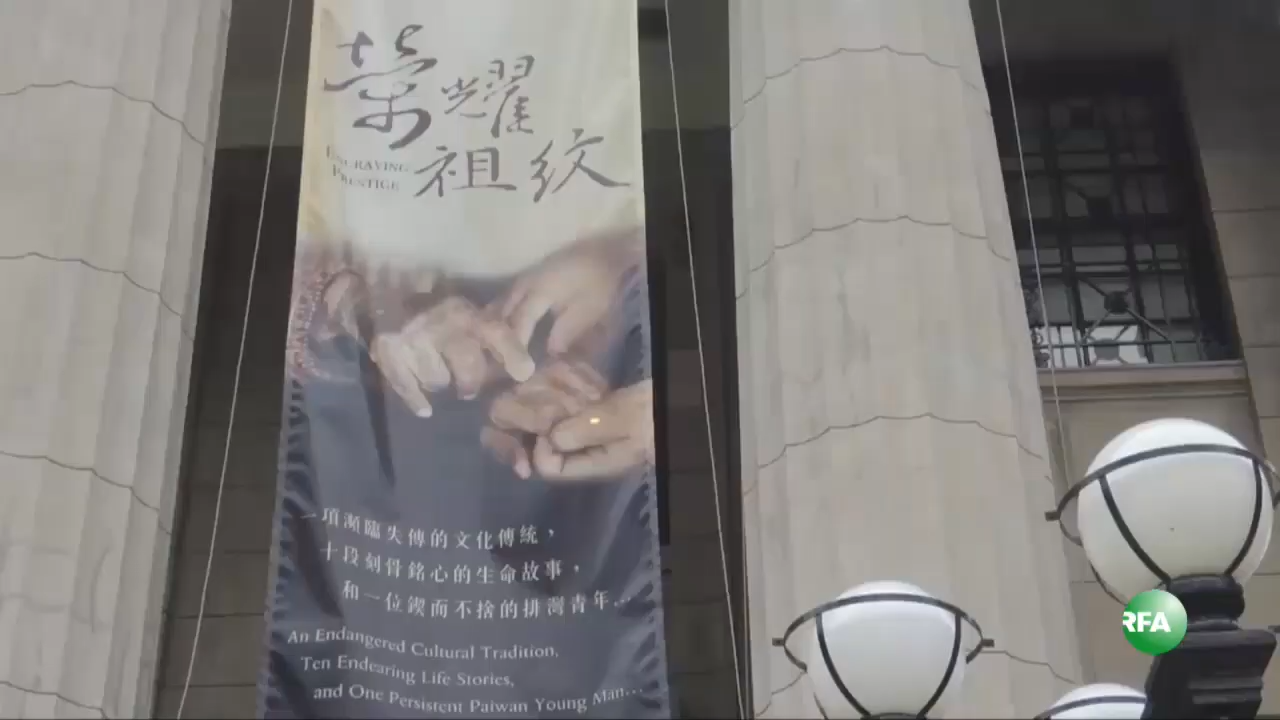 榮耀
祖紋
ENGRAVING
PRESTIGE
一項瀕臨失傳的文化傳統，
十段刻骨銘心的生命故事，
和一位鍥而不捨的排灣青年…
An Endangered Cultural Tradition,
Ten Endearing Life Stories,
and One Persistent Paiwan Young Man…
RFA